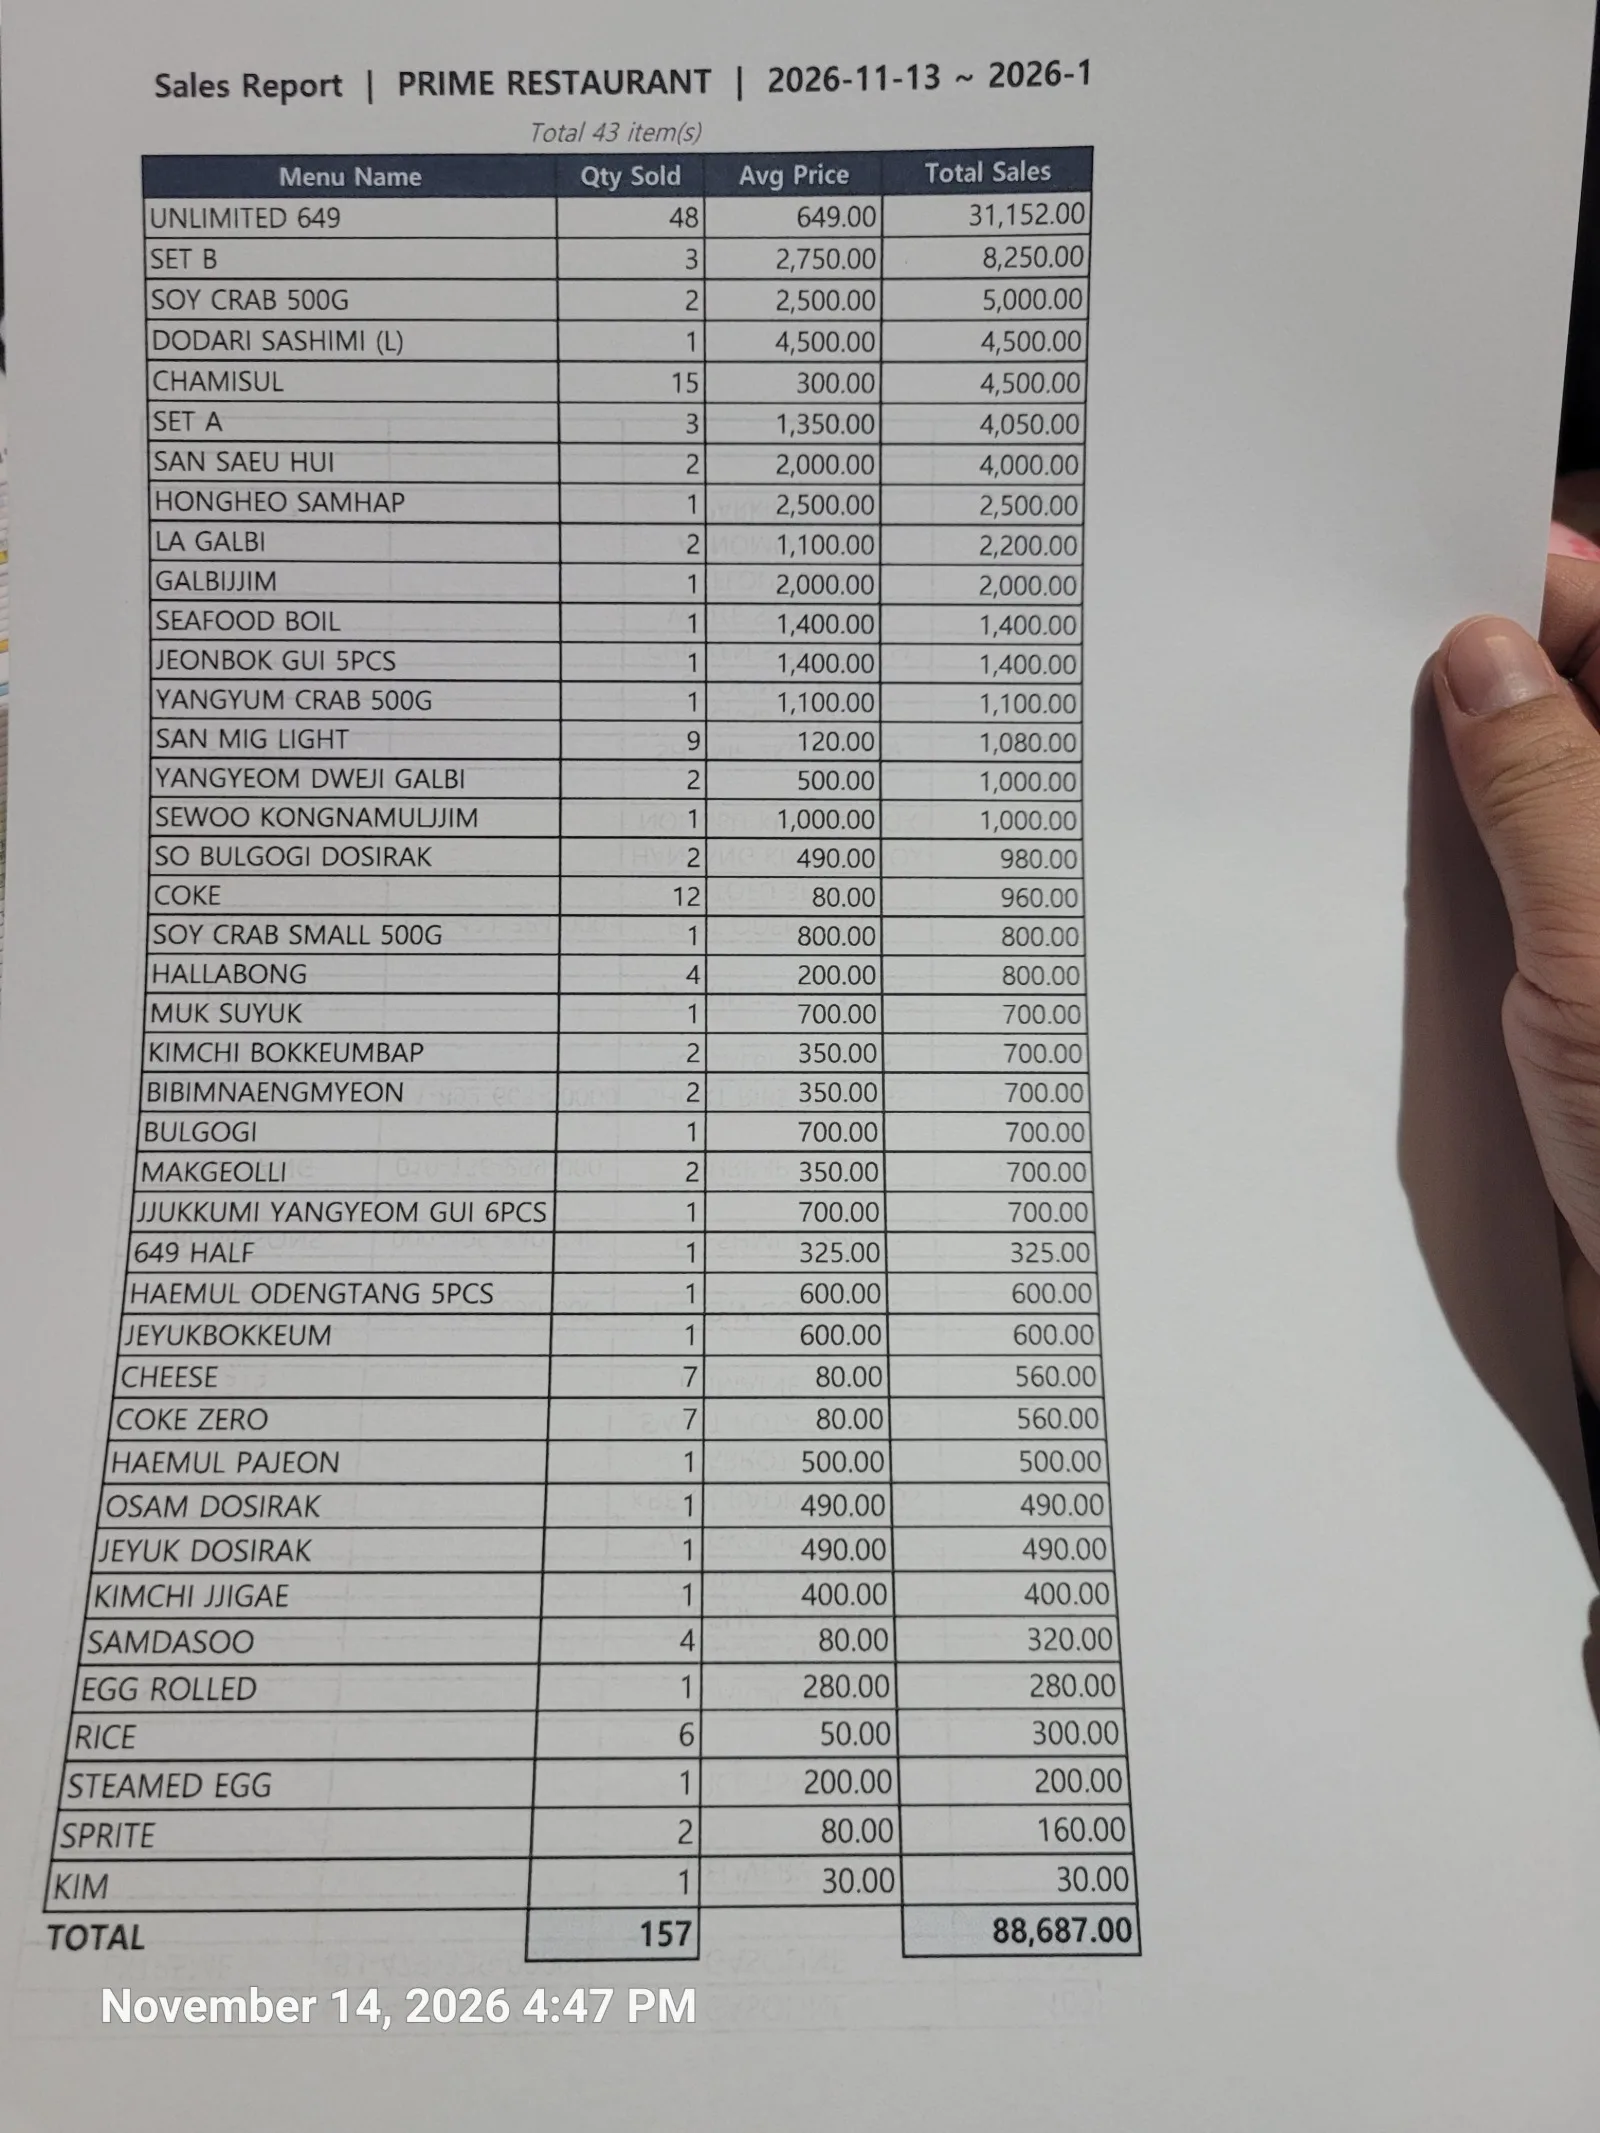 Sales Report | PRIME RESTAURANT | 2026-11-13 ~ 2026-1
Total 43 item(s)
Menu Name Qty Sold Avg Price Total Sales
UNLIMITED 649 48 649.00 31,152.00
SET B 3 2,750.00 8,250.00
SOY CRAB 500G 2 2,500.00 5,000.00
DODARI SASHIMI (L) 1 4,500.00 4,500.00
CHAMISUL 15 300.00 4,500.00
SET A 3 1,350.00 4,050.00
SAN SAEU HUI 2 2,000.00 4,000.00
HONGHEO SAMHAP 1 2,500.00 2,500.00
LA GALBI 2 1,100.00 2,200.00
GALBIJJIM 1 2,000.00 2,000.00
SEAFOOD BOIL 1 1,400.00 1,400.00
JEONBOK GUI 5PCS 1 1,400.00 1,400.00
YANGYUM CRAB 500G 1 1,100.00 1,100.00
SAN MIG LIGHT 9 120.00 1,080.00
YANGYEOM DWEJI GALBI 2 500.00 1,000.00
SEWOO KONGNAMULJJIM 1 1,000.00 1,000.00
SO BULGOGI DOSIRAK 2 490.00 980.00
COKE 12 80.00 960.00
SOY CRAB SMALL 500G 1 800.00 800.00
HALLABONG 4 200.00 800.00
MUK SUYUK 1 700.00 700.00
KIMCHI BOKKEUMBAP 2 350.00 700.00
BIBIMNAENGMYEON 2 350.00 700.00
BULGOGI 1 700.00 700.00
MAKGEOLLI 2 350.00 700.00
JJUKKUMI YANGYEOM GUI 6PCS 1 700.00 700.00
649 HALF 1 325.00 325.00
HAEMUL ODENGTANG 5PCS 1 600.00 600.00
JEYUKBOKKEUM 1 600.00 600.00
CHEESE 7 80.00 560.00
COKE ZERO 7 80.00 560.00
HAEMUL PAJEON 1 500.00 500.00
OSAM DOSIRAK 1 490.00 490.00
JEYUK DOSIRAK 1 490.00 490.00
KIMCHI JJIGAE 1 400.00 400.00
SAMDASOO 4 80.00 320.00
EGG ROLLED 1 280.00 280.00
RICE 6 50.00 300.00
STEAMED EGG 1 200.00 200.00
SPRITE 2 80.00 160.00
KIM 1 30.00 30.00
TOTAL 157 88,687.00
November 14, 2026 4:47 PM